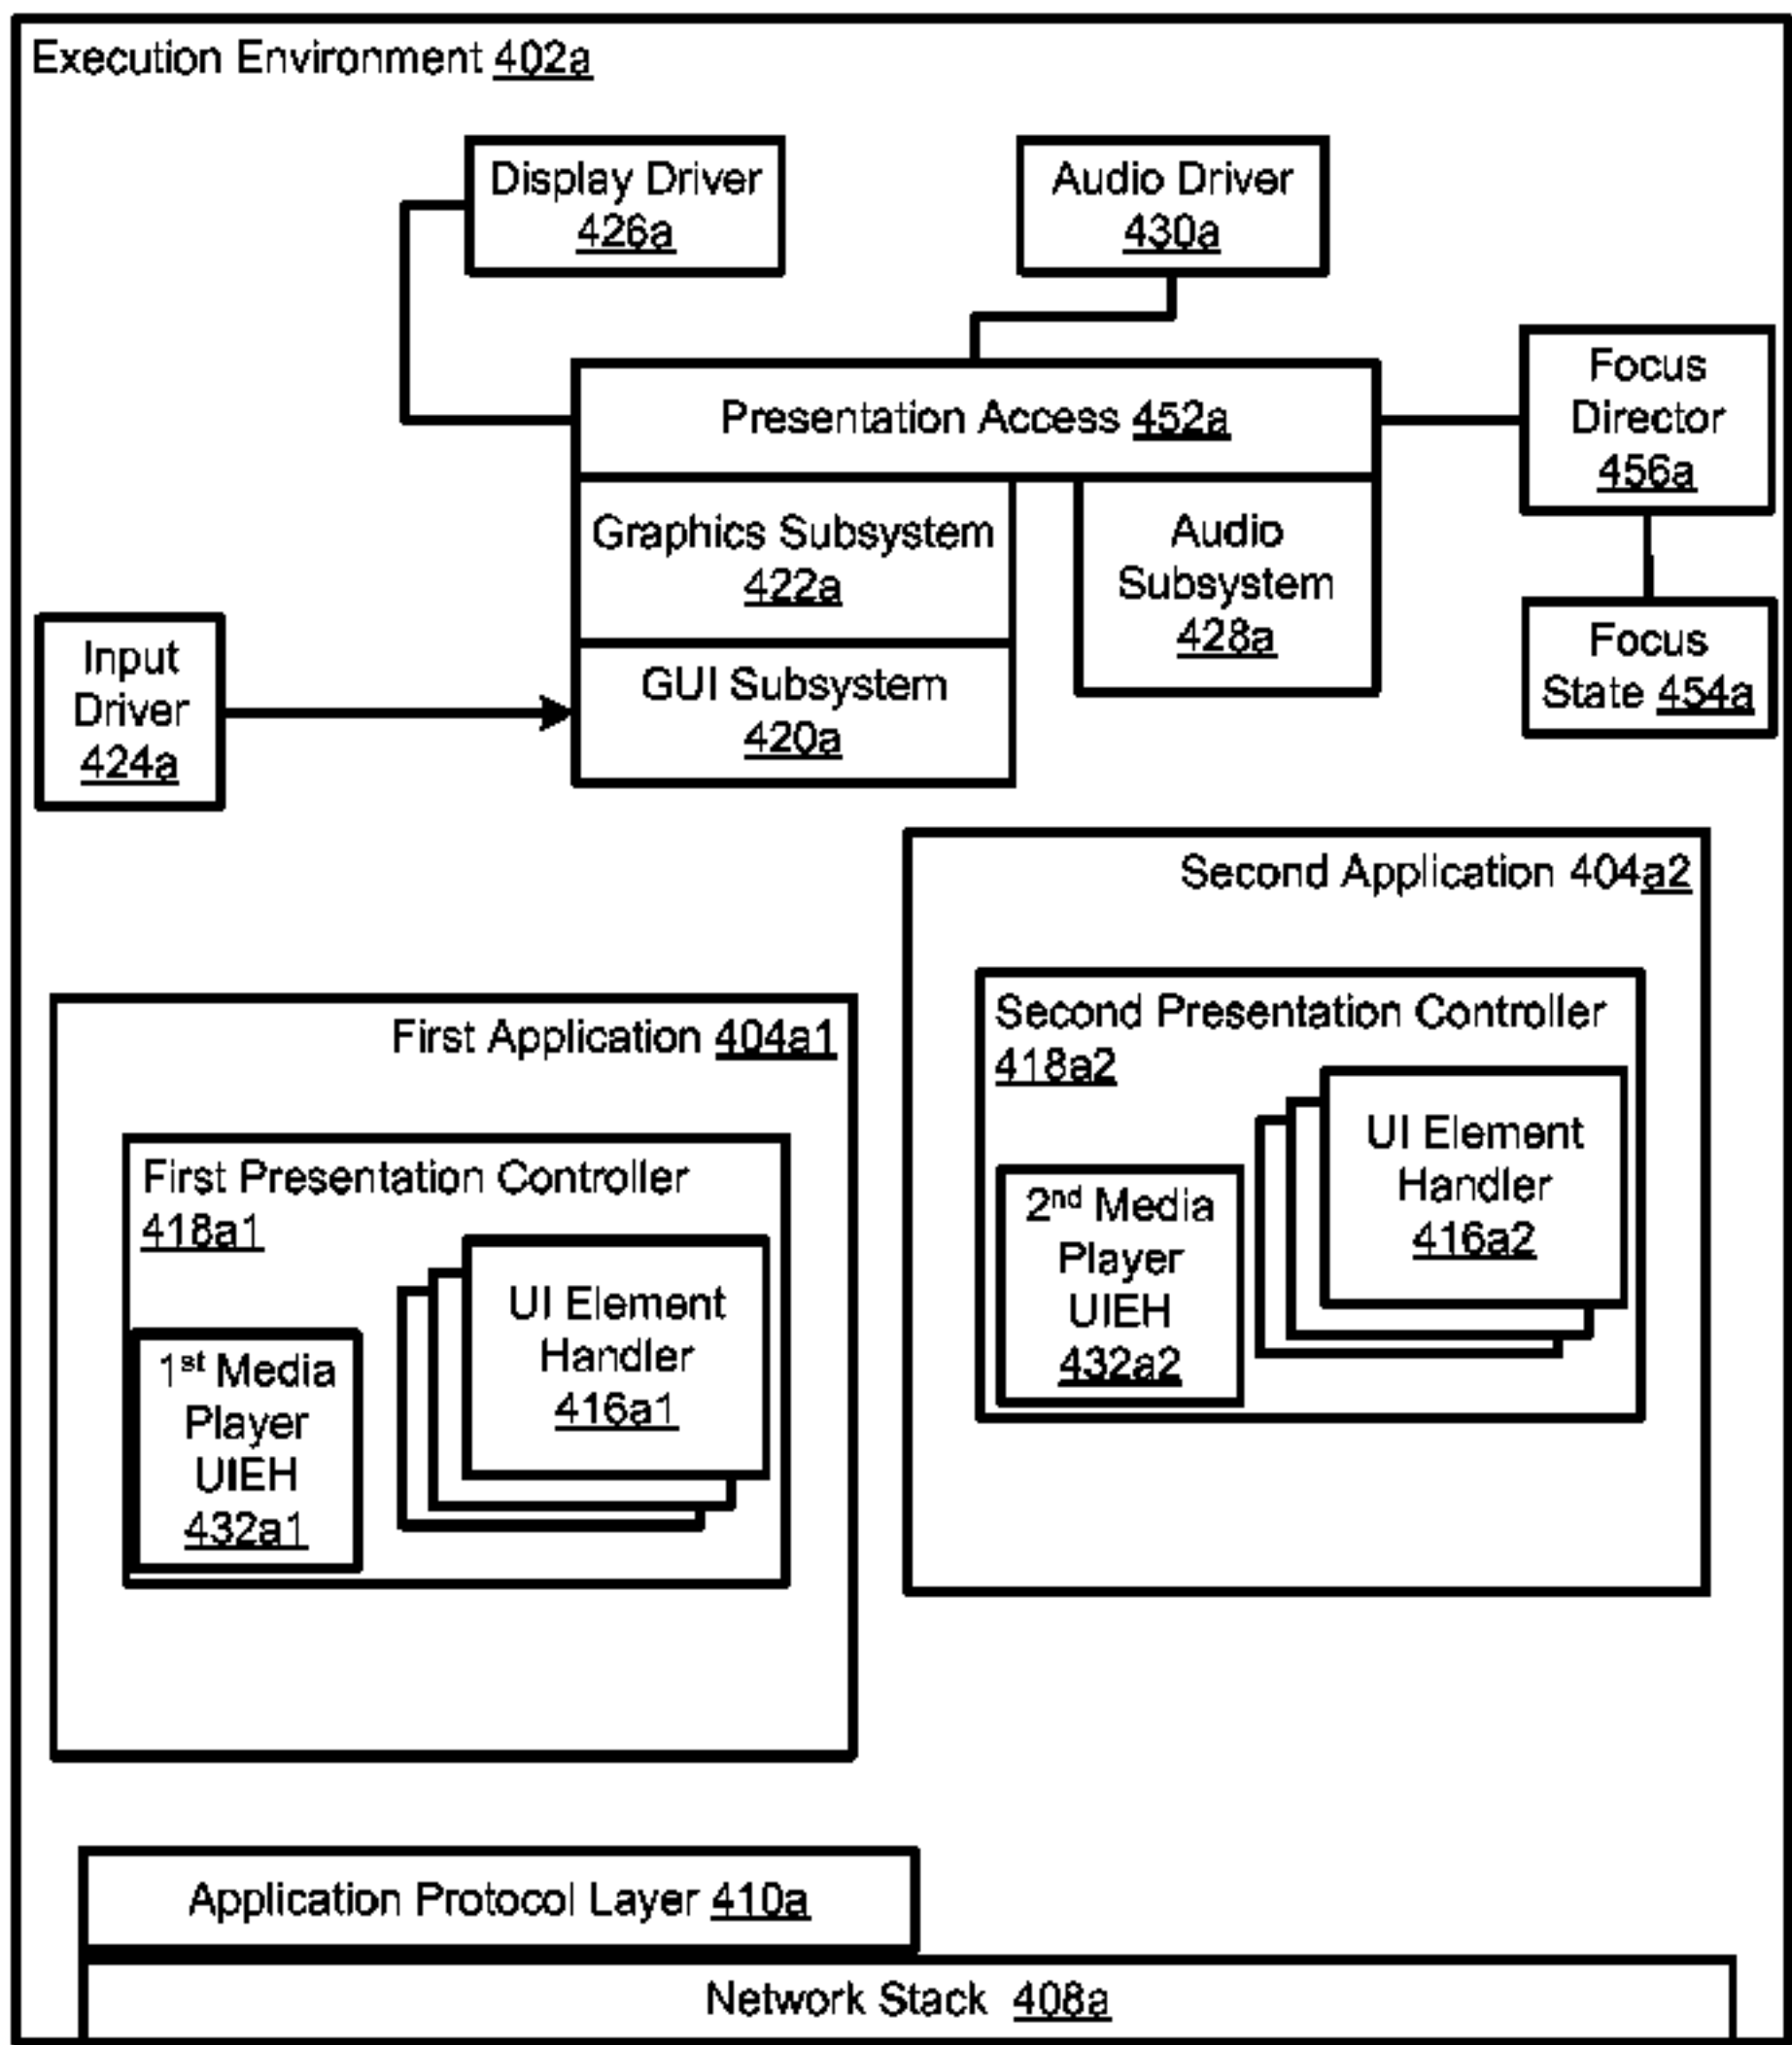 Execution Environment 402a
Display Driver
426a
Audio Driver
430a
Presentation Access 452a
Focus
Director
456a
Graphics Subsystem
422a
Audio
Subsystem
428a
Focus
State 454a
Input
Driver
424a
GUI Subsystem
420a
Second Application 404a2
Second Presentation Controller
418a2
UI Element
Handler
416a2
2nd Media
Player
UIEH
432a2
First Application 404a1
First Presentation Controller
418a1
UI Element
Handler
416a1
1st Media
Player
UIEH
432a1
Application Protocol Layer 410a
Network Stack 408a